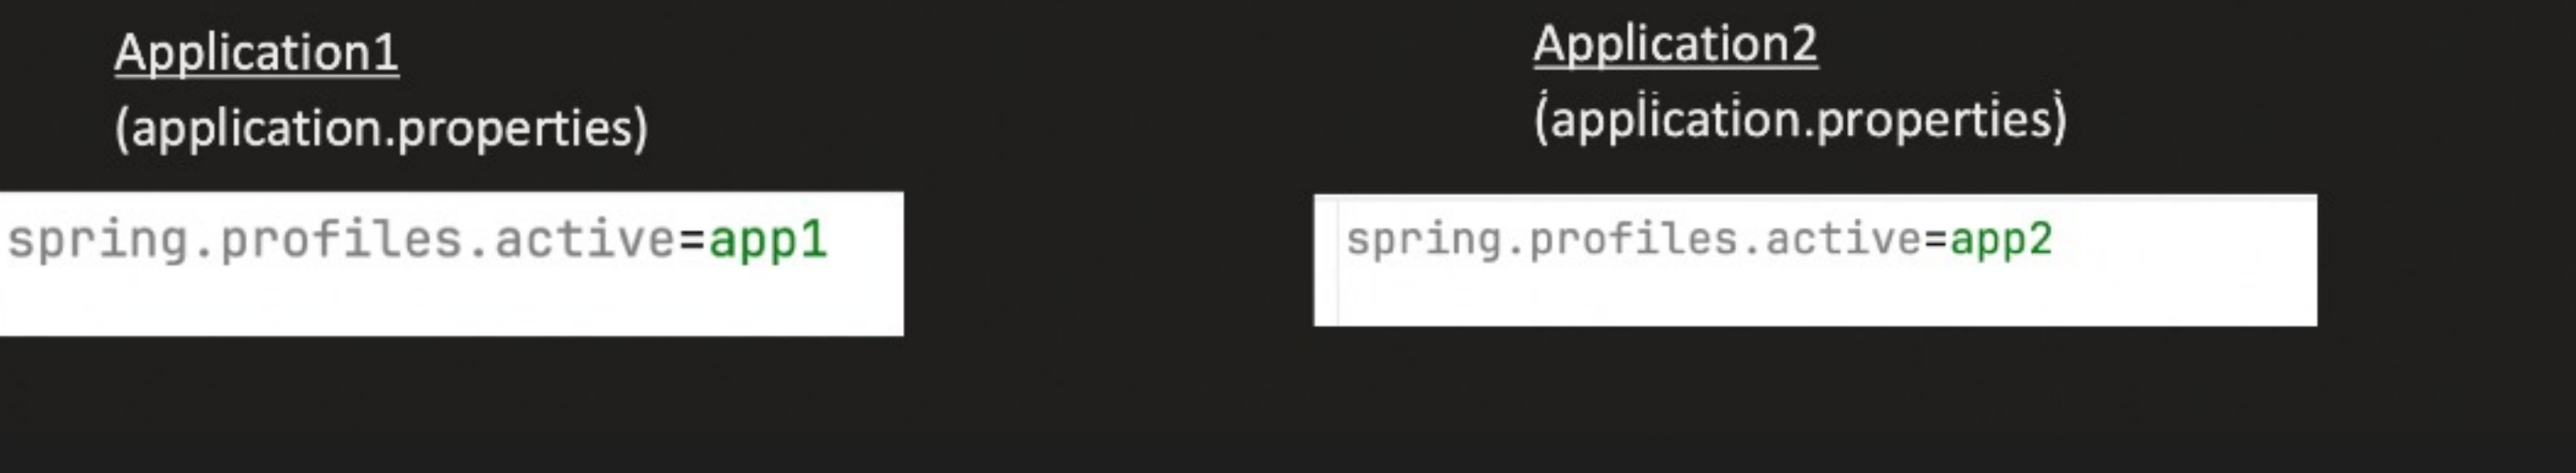 Application1
(application.properties)
spring.profiles.active=app1
Application2
(application.properties)
spring.profiles.active=app2